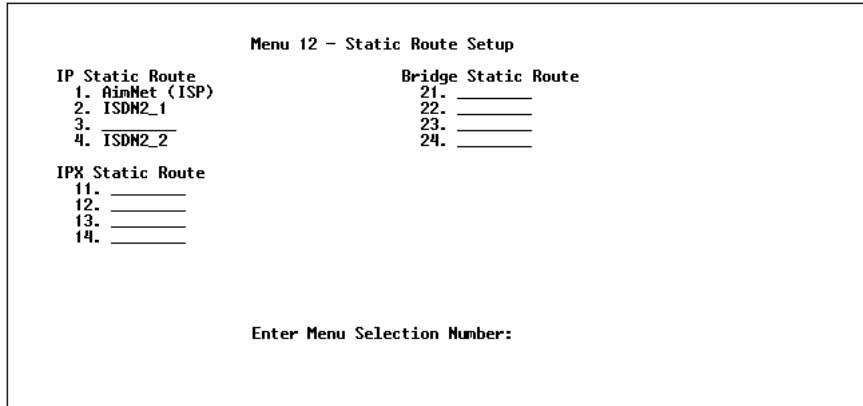 Menu 12 - Static Route Setup
IP Static Route
1. AimNet (ISP)
2. ISDN2_1
3. ________
4. ISDN2_2
Bridge Static Route
21. ________
22. ________
23. ________
24. ________
IPX Static Route
11. ________
12. ________
13. ________
14. ________
Enter Menu Selection Number: